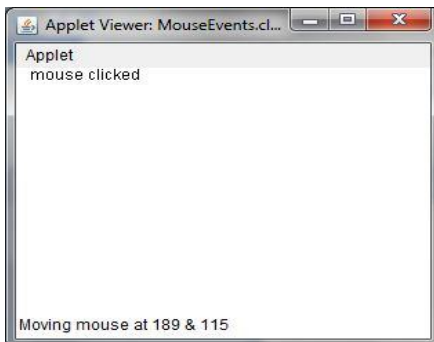 Applet Viewer: MouseEvents.cl...
Applet
mouse clicked
Moving mouse at 189 & 115